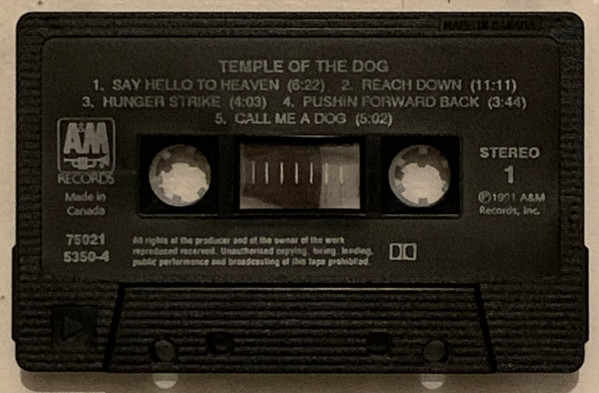 MADE IN CANADA
TEMPLE OF THE DOG
1. SAY HELLO TO HEAVEN (6:22) 2. REACH DOWN (11:11)
3. HUNGER STRIKE (4:03) 4. PUSHIN FORWARD BACK (3:44)
5. CALL ME A DOG (5:02)
A&M
RECORDS
Made in
Canada
75021
5350-4
STEREO
1
℗1991 A&M
Records, Inc.
All rights of the producer and of the owner of the work
reproduced reserved. Unauthorised copying, hiring, lending,
public performance and broadcasting of this tape prohibited.